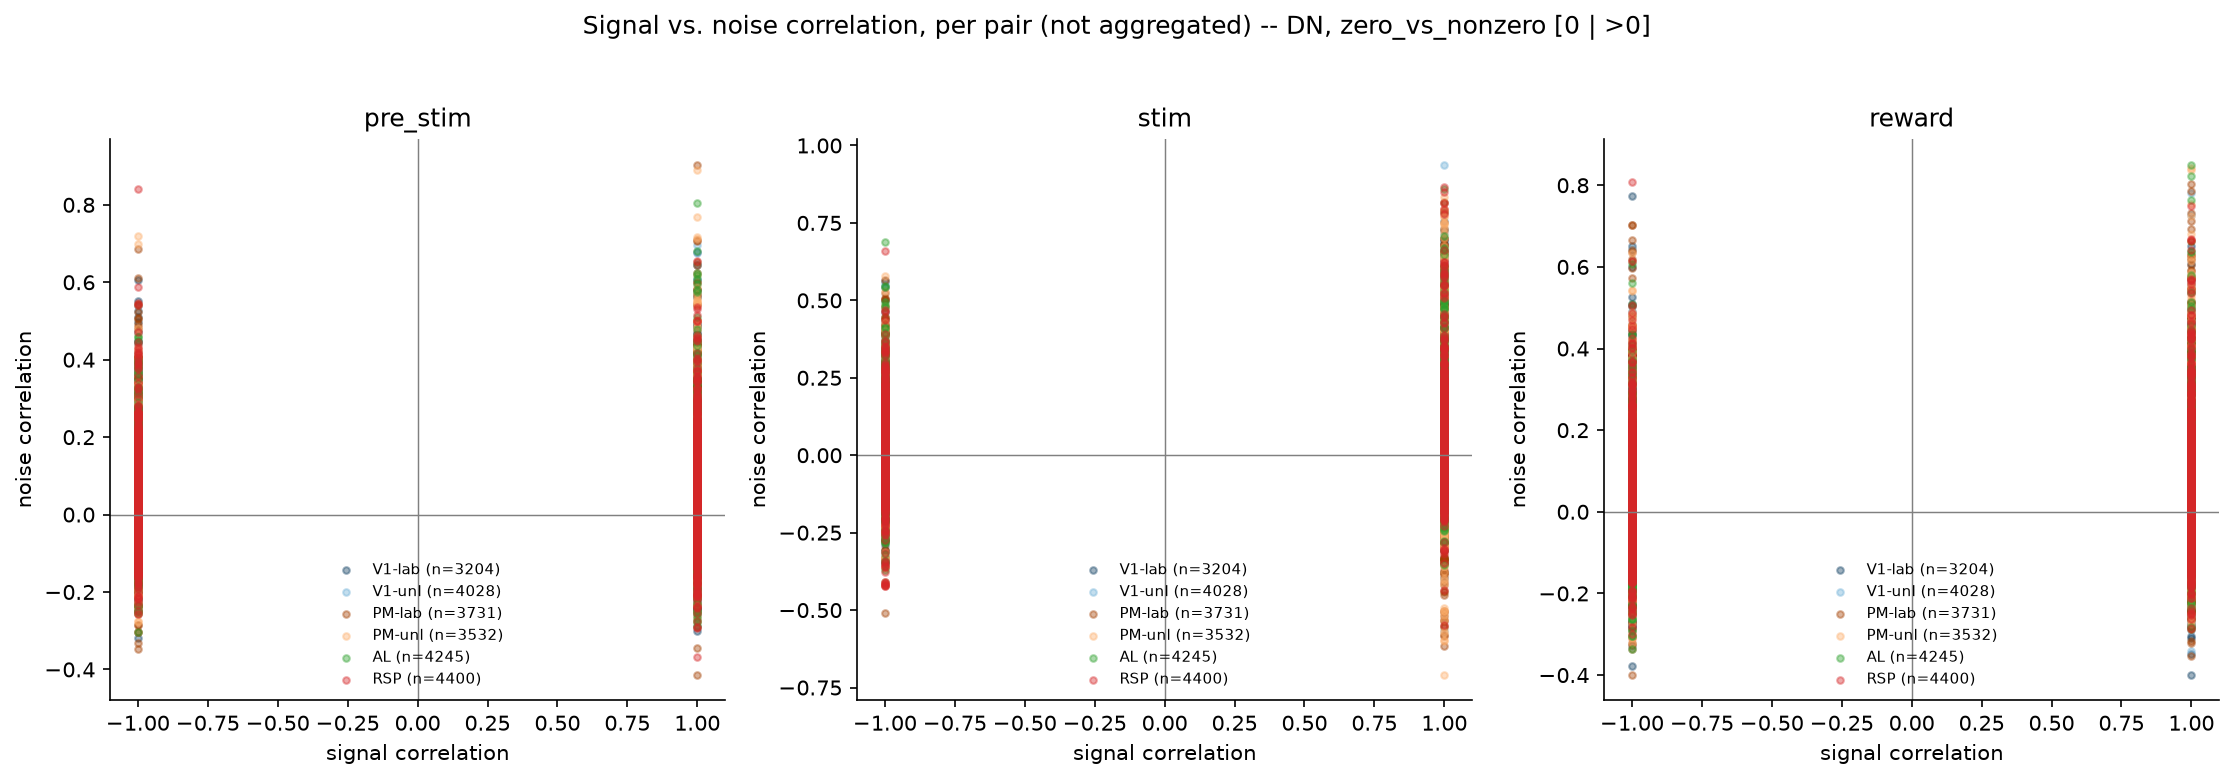 Signal vs. noise correlation, per pair (not aggregated) -- DN, zero_vs_nonzero [0 | >0]
pre_stim
noise correlation
0.8
0.6
0.4
0.2
0.0
−0.2
−0.4
V1-lab (n=3204)
V1-unl (n=4028)
PM-lab (n=3731)
PM-unl (n=3532)
AL (n=4245)
RSP (n=4400)
−1.00 −0.75 −0.50 −0.25 0.00 0.25 0.50 0.75 1.00
signal correlation
stim
noise correlation
1.00
0.75
0.50
0.25
0.00
−0.25
−0.50
−0.75
V1-lab (n=3204)
V1-unl (n=4028)
PM-lab (n=3731)
PM-unl (n=3532)
AL (n=4245)
RSP (n=4400)
−1.00 −0.75 −0.50 −0.25 0.00 0.25 0.50 0.75 1.00
signal correlation
reward
noise correlation
0.8
0.6
0.4
0.2
0.0
−0.2
−0.4
V1-lab (n=3204)
V1-unl (n=4028)
PM-lab (n=3731)
PM-unl (n=3532)
AL (n=4245)
RSP (n=4400)
−1.00 −0.75 −0.50 −0.25 0.00 0.25 0.50 0.75 1.00
signal correlation